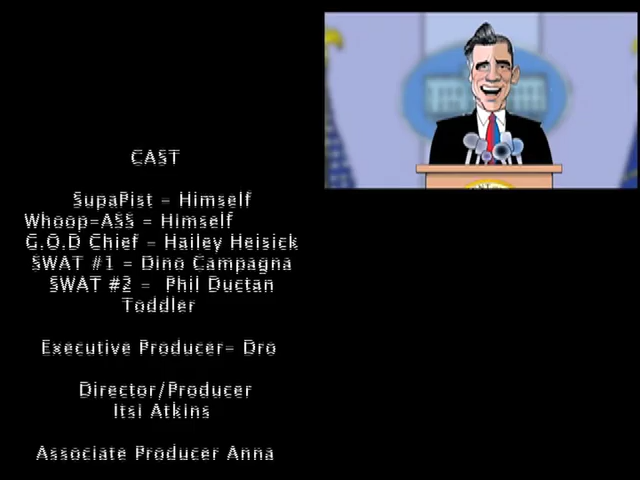 CAST
SupaPist - Himself
Whoop-ASS - Himself
G.O.D Chief - Hailey Heisick
SWAT #1 - Dino Campagna
SWAT #2 - Phil Ductan
Toddler
Executive Producer- Dro
Director/Producer
Itsi Atkins
Associate Producer Anna